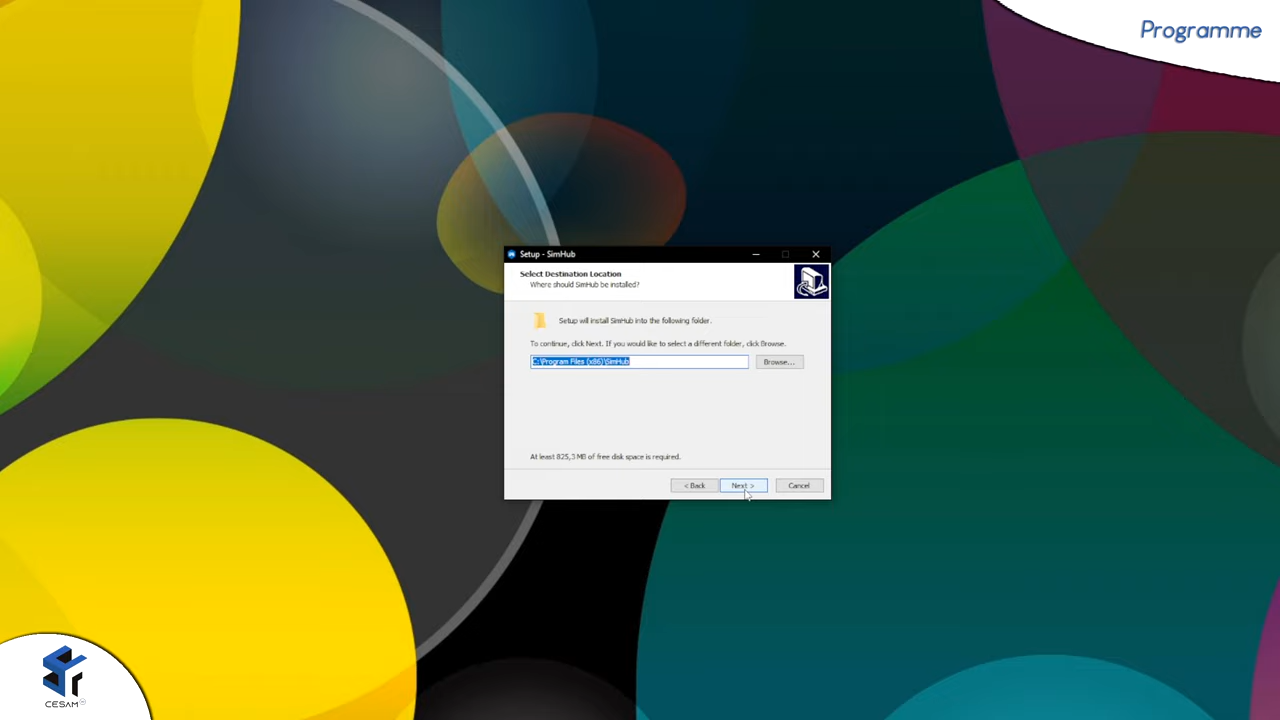 Programme
Setup - SimHub
Select Destination Location
Where should SimHub be installed?
Setup will install SimHub into the following folder.
To continue, click Next. If you would like to select a different folder, click Browse.
C:\Program Files (x86)\SimHub
Browse...
At least 825,3 MB of free disk space is required.
< Back
Next >
Cancel
CESAM